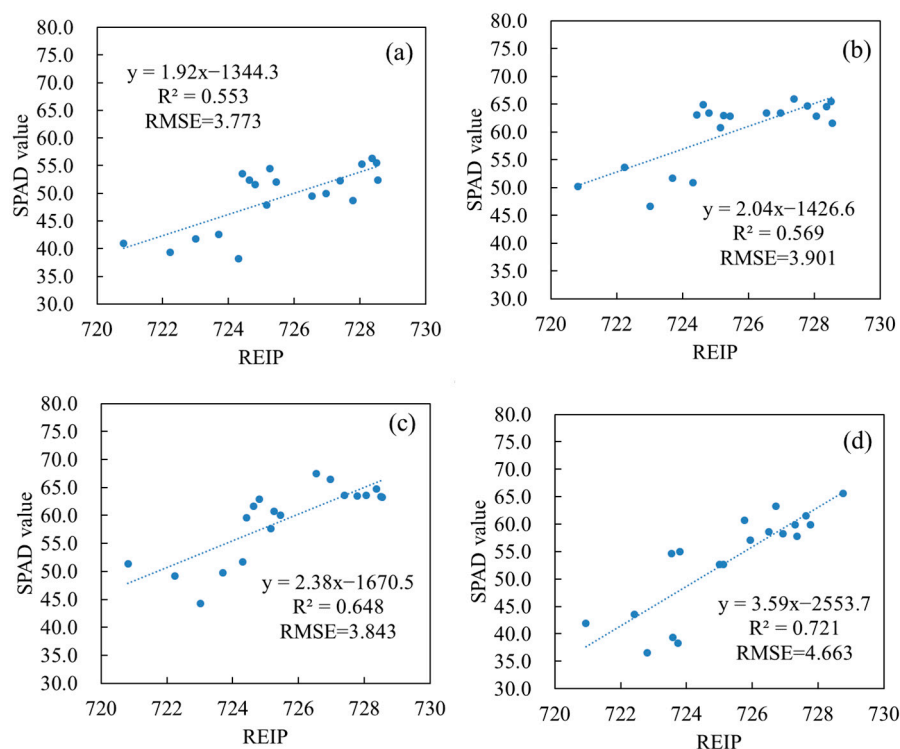 80.0
75.0
70.0
65.0
60.0
55.0
50.0
45.0
40.0
35.0
30.0
SPAD value
(a)
y = 1.92x−1344.3
R² = 0.553
RMSE=3.773
720 722 724 726 728 730
REIP
80.0
75.0
70.0
65.0
60.0
55.0
50.0
45.0
40.0
35.0
30.0
SPAD value
(b)
y = 2.04x−1426.6
R² = 0.569
RMSE=3.901
720 722 724 726 728 730
REIP
80.0
75.0
70.0
65.0
60.0
55.0
50.0
45.0
40.0
35.0
30.0
SPAD value
(c)
y = 2.38x−1670.5
R² = 0.648
RMSE=3.843
720 722 724 726 728 730
REIP
80.0
75.0
70.0
65.0
60.0
55.0
50.0
45.0
40.0
35.0
30.0
SPAD value
(d)
y = 3.59x−2553.7
R² = 0.721
RMSE=4.663
720 722 724 726 728 730
REIP